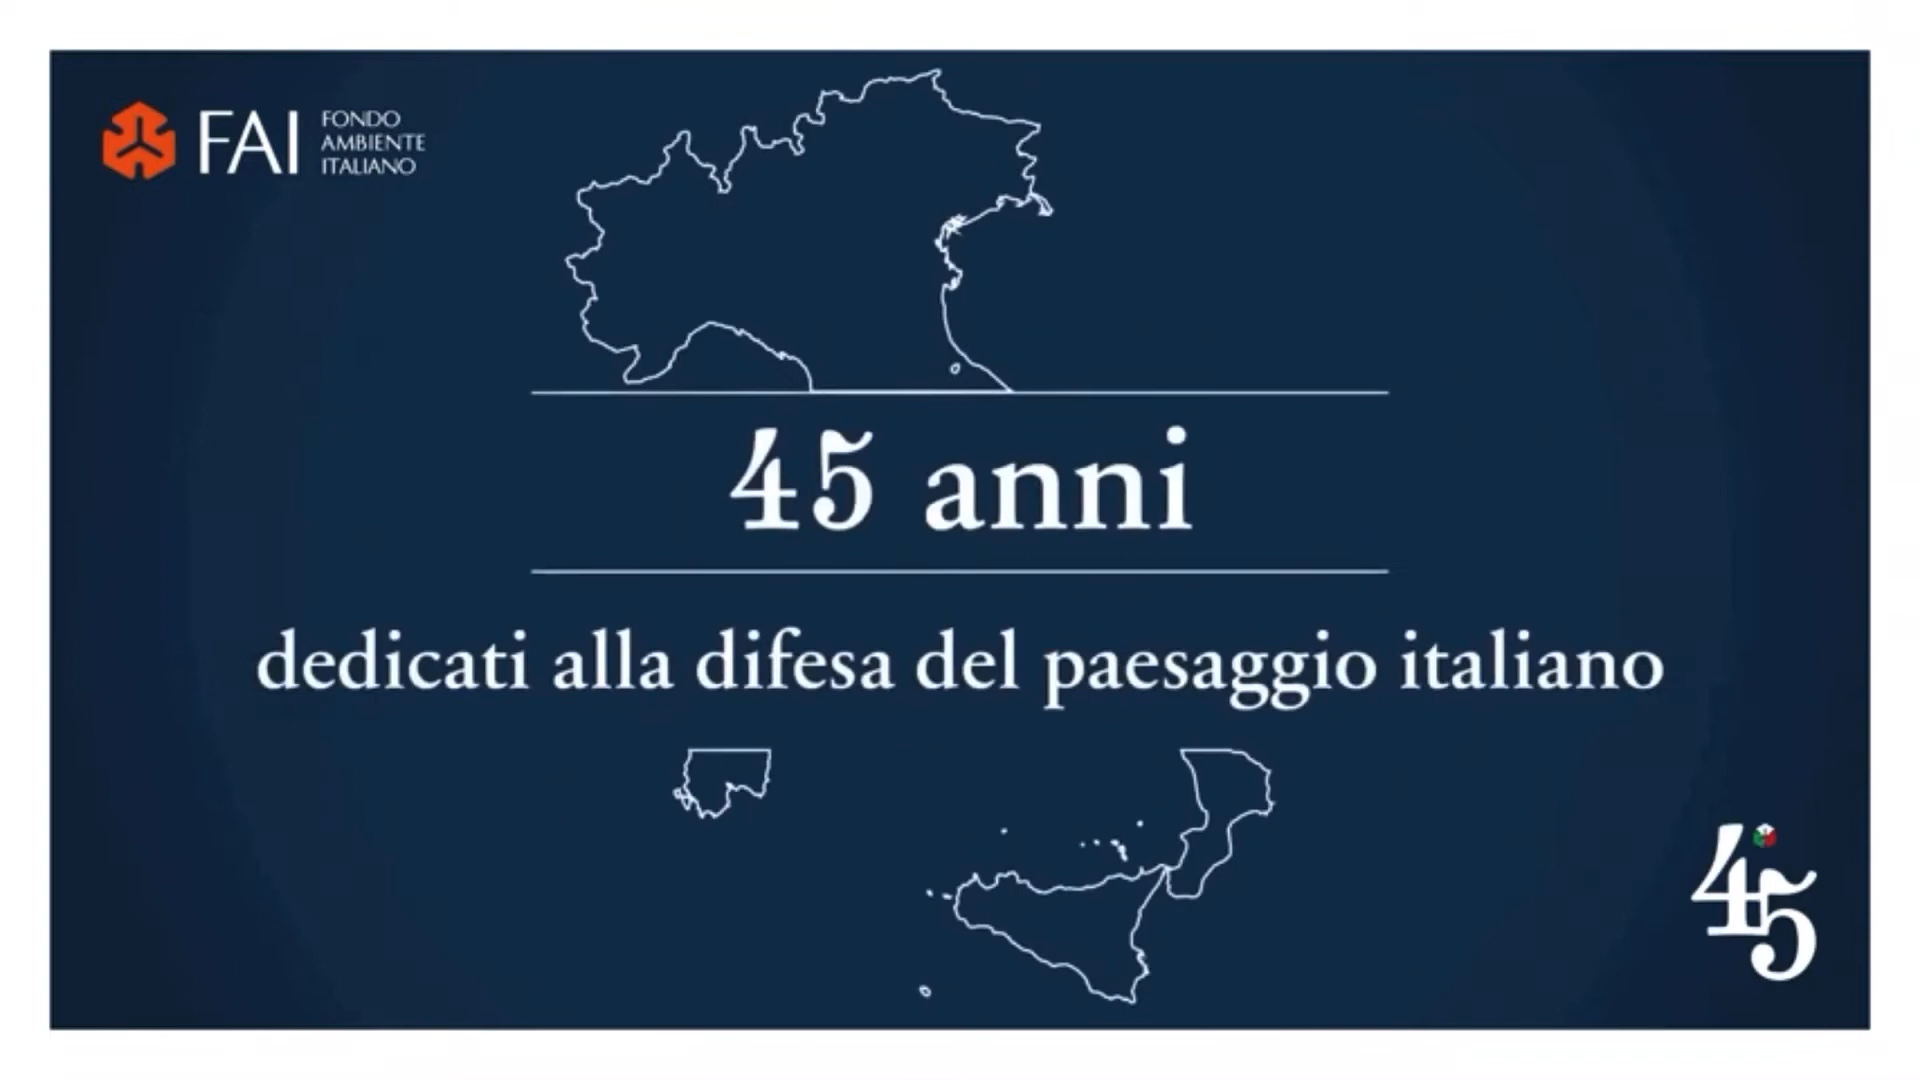 FAI
FONDO
AMBIENTE
ITALIANO
45 anni
dedicati alla difesa del paesaggio italiano
45